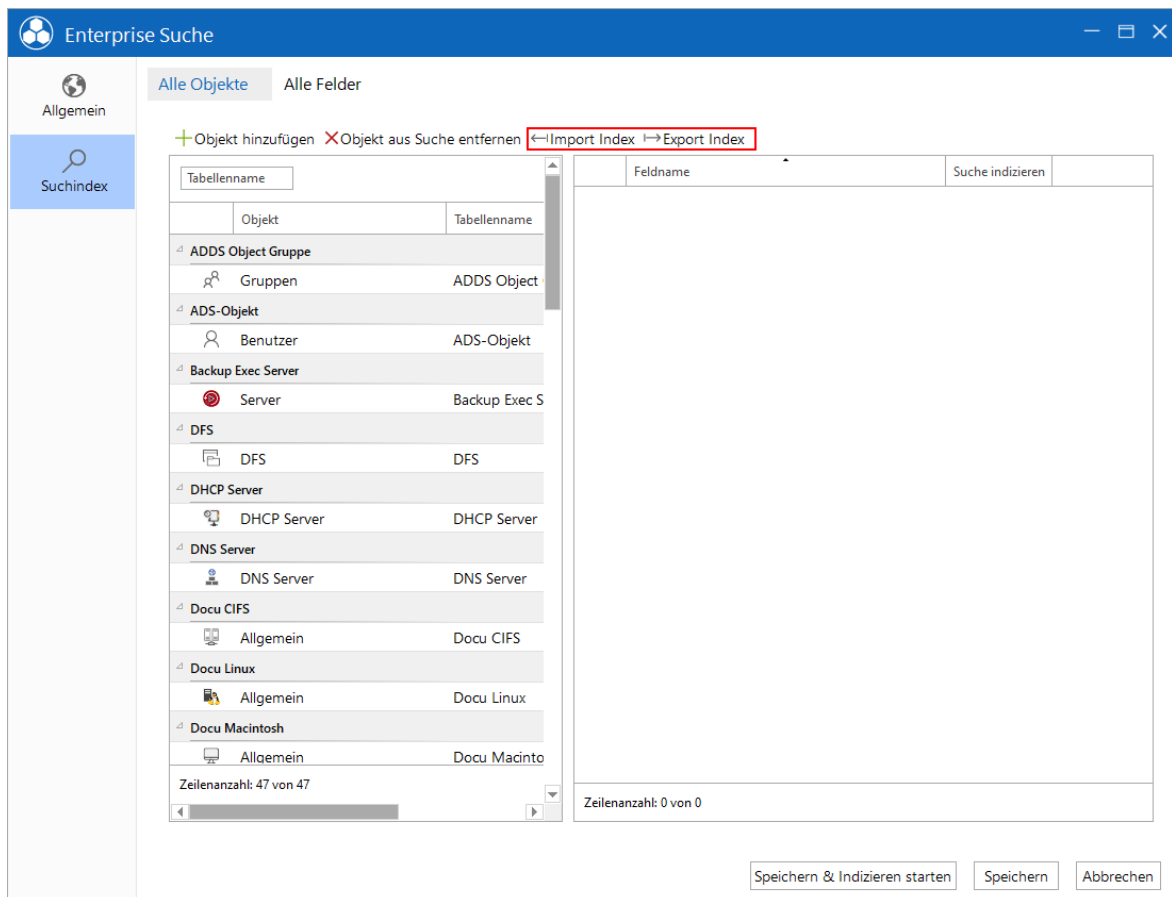 Enterprise Suche
Allgemein
Suchindex
Alle Objekte Alle Felder
Objekt hinzufügen Objekt aus Suche entfernen Import Index Export Index
Tabellenname
Objekt Tabellenname
ADDS Object Gruppe
Gruppen ADDS Object
ADS-Objekt
Benutzer ADS-Objekt
Backup Exec Server
Server Backup Exec S
DFS
DFS DFS
DHCP Server
DHCP Server DHCP Server
DNS Server
DNS Server DNS Server
Docu CIFS
Allgemein Docu CIFS
Docu Linux
Allgemein Docu Linux
Docu Macintosh
Allgemein Docu Macinto
Zeilenanzahl: 47 von 47
Feldname Suche indizieren
Zeilenanzahl: 0 von 0
Speichern & Indizieren starten Speichern Abbrechen